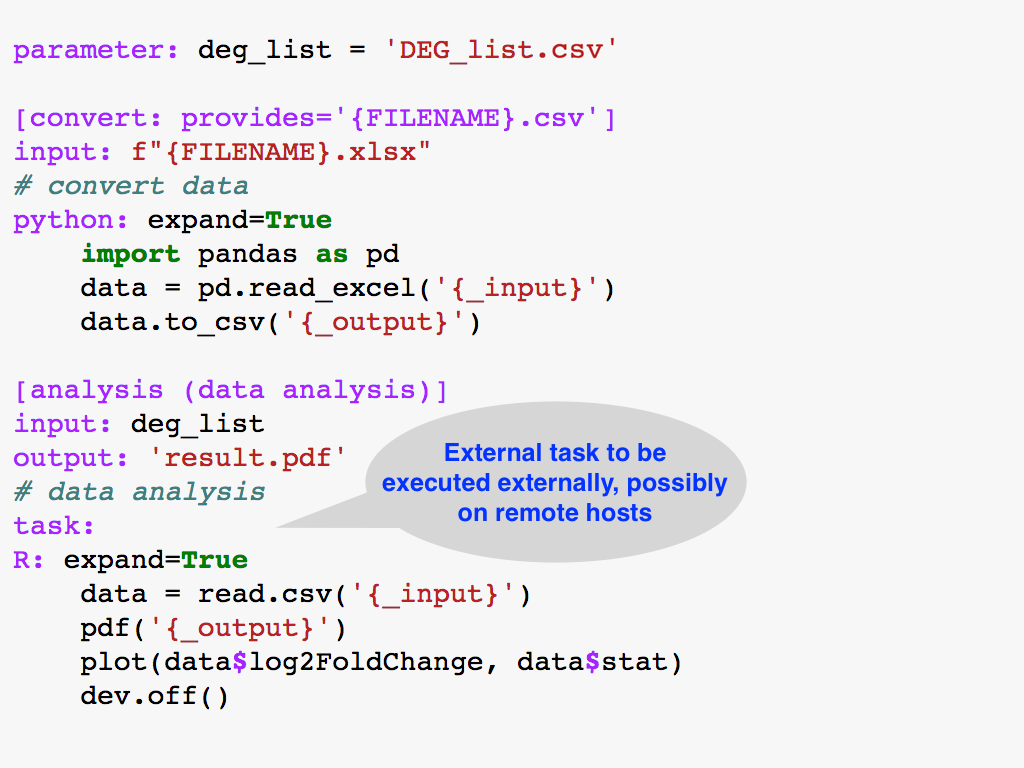 parameter: deg_list = 'DEG_list.csv'
[convert: provides='{FILENAME}.csv']
input: f"{FILENAME}.xlsx"
# convert data
python: expand=True
    import pandas as pd
    data = pd.read_excel('{_input}')
    data.to_csv('{_output}')
[analysis (data analysis)]
input: deg_list
output: 'result.pdf'
# data analysis
task:
R: expand=True
    data = read.csv('{_input}')
    pdf('{_output}')
    plot(data$log2FoldChange, data$stat)
    dev.off()
External task to be
executed externally, possibly
on remote hosts